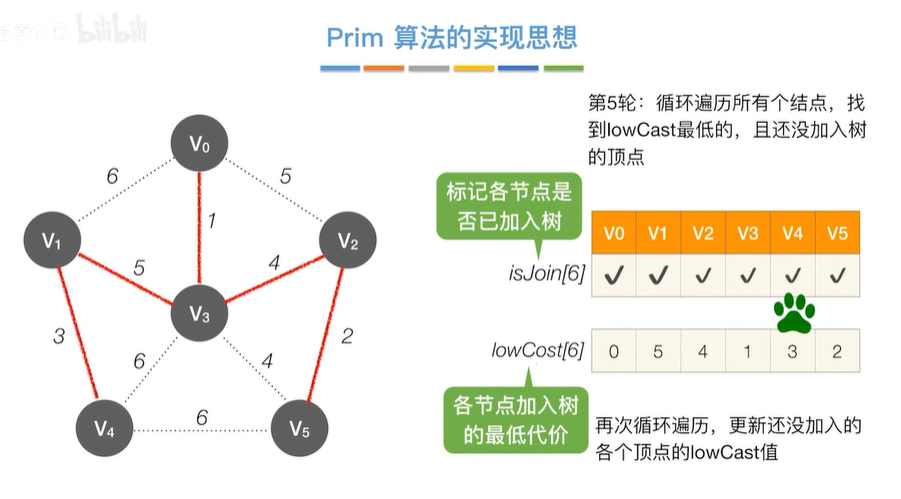 bilibili
Prim 算法的实现思想
第5轮：循环遍历所有个结点，找
到lowCast最低的，且还没加入树
的顶点
标记各节点是
否已加入树
V0 V1 V2 V3 V4 V5
isJoin[6] ✓ ✓ ✓ ✓ ✓ ✓
lowCost[6] 0 5 4 1 3 2
各节点加入树
的最低代价
再次循环遍历，更新还没加入的
各个顶点的lowCast值
V0
6 5
1
V1 V2
5 4
V3
3 2
6 4
V4 6 V5